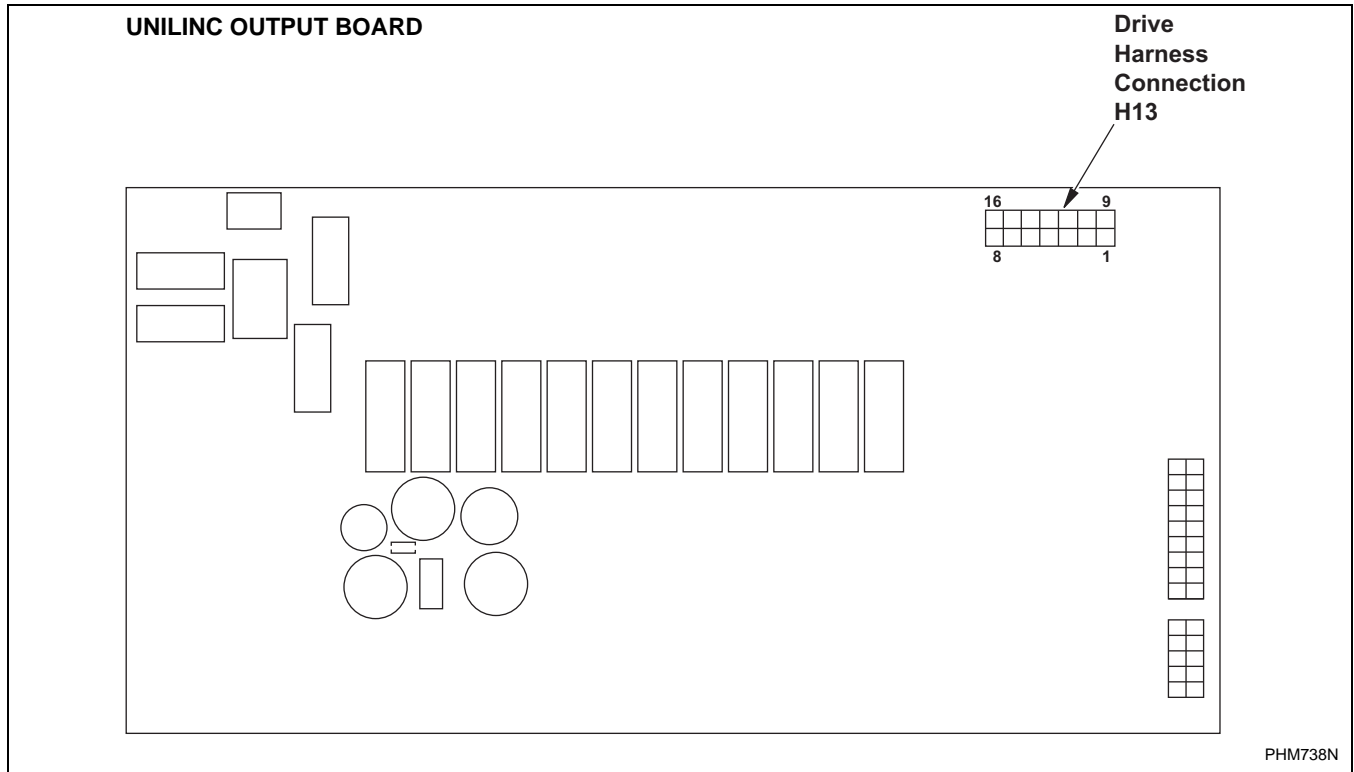 UNILINC OUTPUT BOARD
Drive
Harness
Connection
H13
16 9
8 1
PHM738N